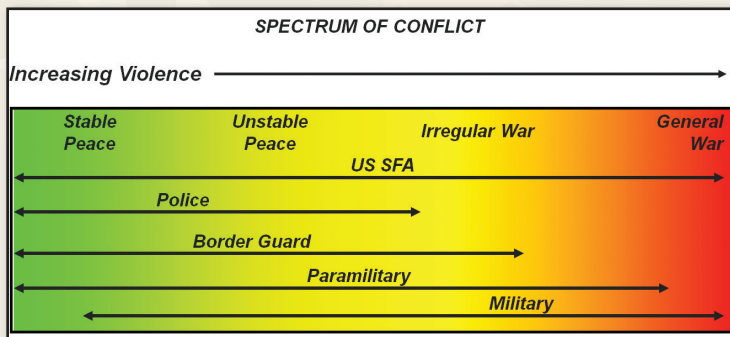 SPECTRUM OF CONFLICT
Increasing Violence
Stable
Peace
Unstable
Peace
Irregular War
General
War
US SFA
Police
Border Guard
Paramilitary
Military